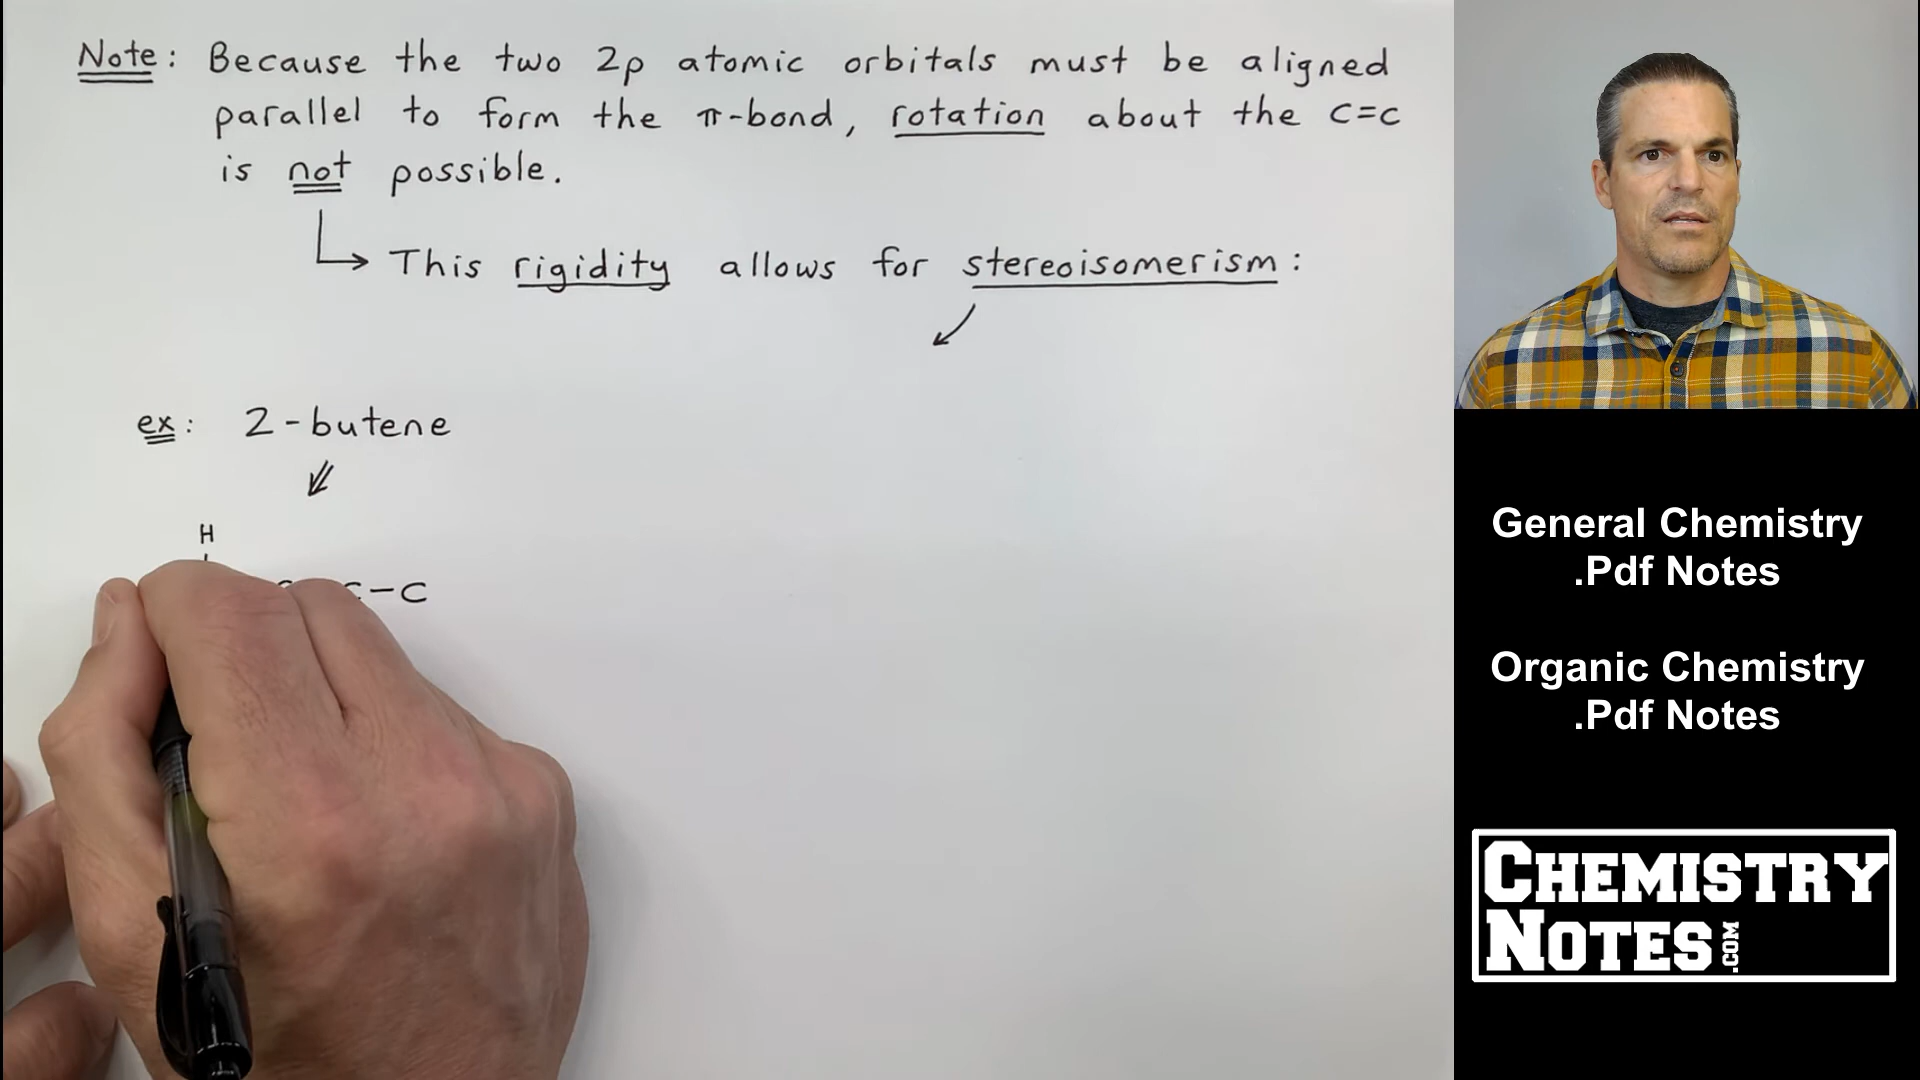 Note: Because the two 2p atomic orbitals must be aligned
parallel to form the π-bond, rotation about the C=C
is not possible.
This rigidity allows for stereoisomerism:
ex: 2-butene
H
C-C
General Chemistry
.Pdf Notes
Organic Chemistry
.Pdf Notes
CHEMISTRY
NOTES.COM